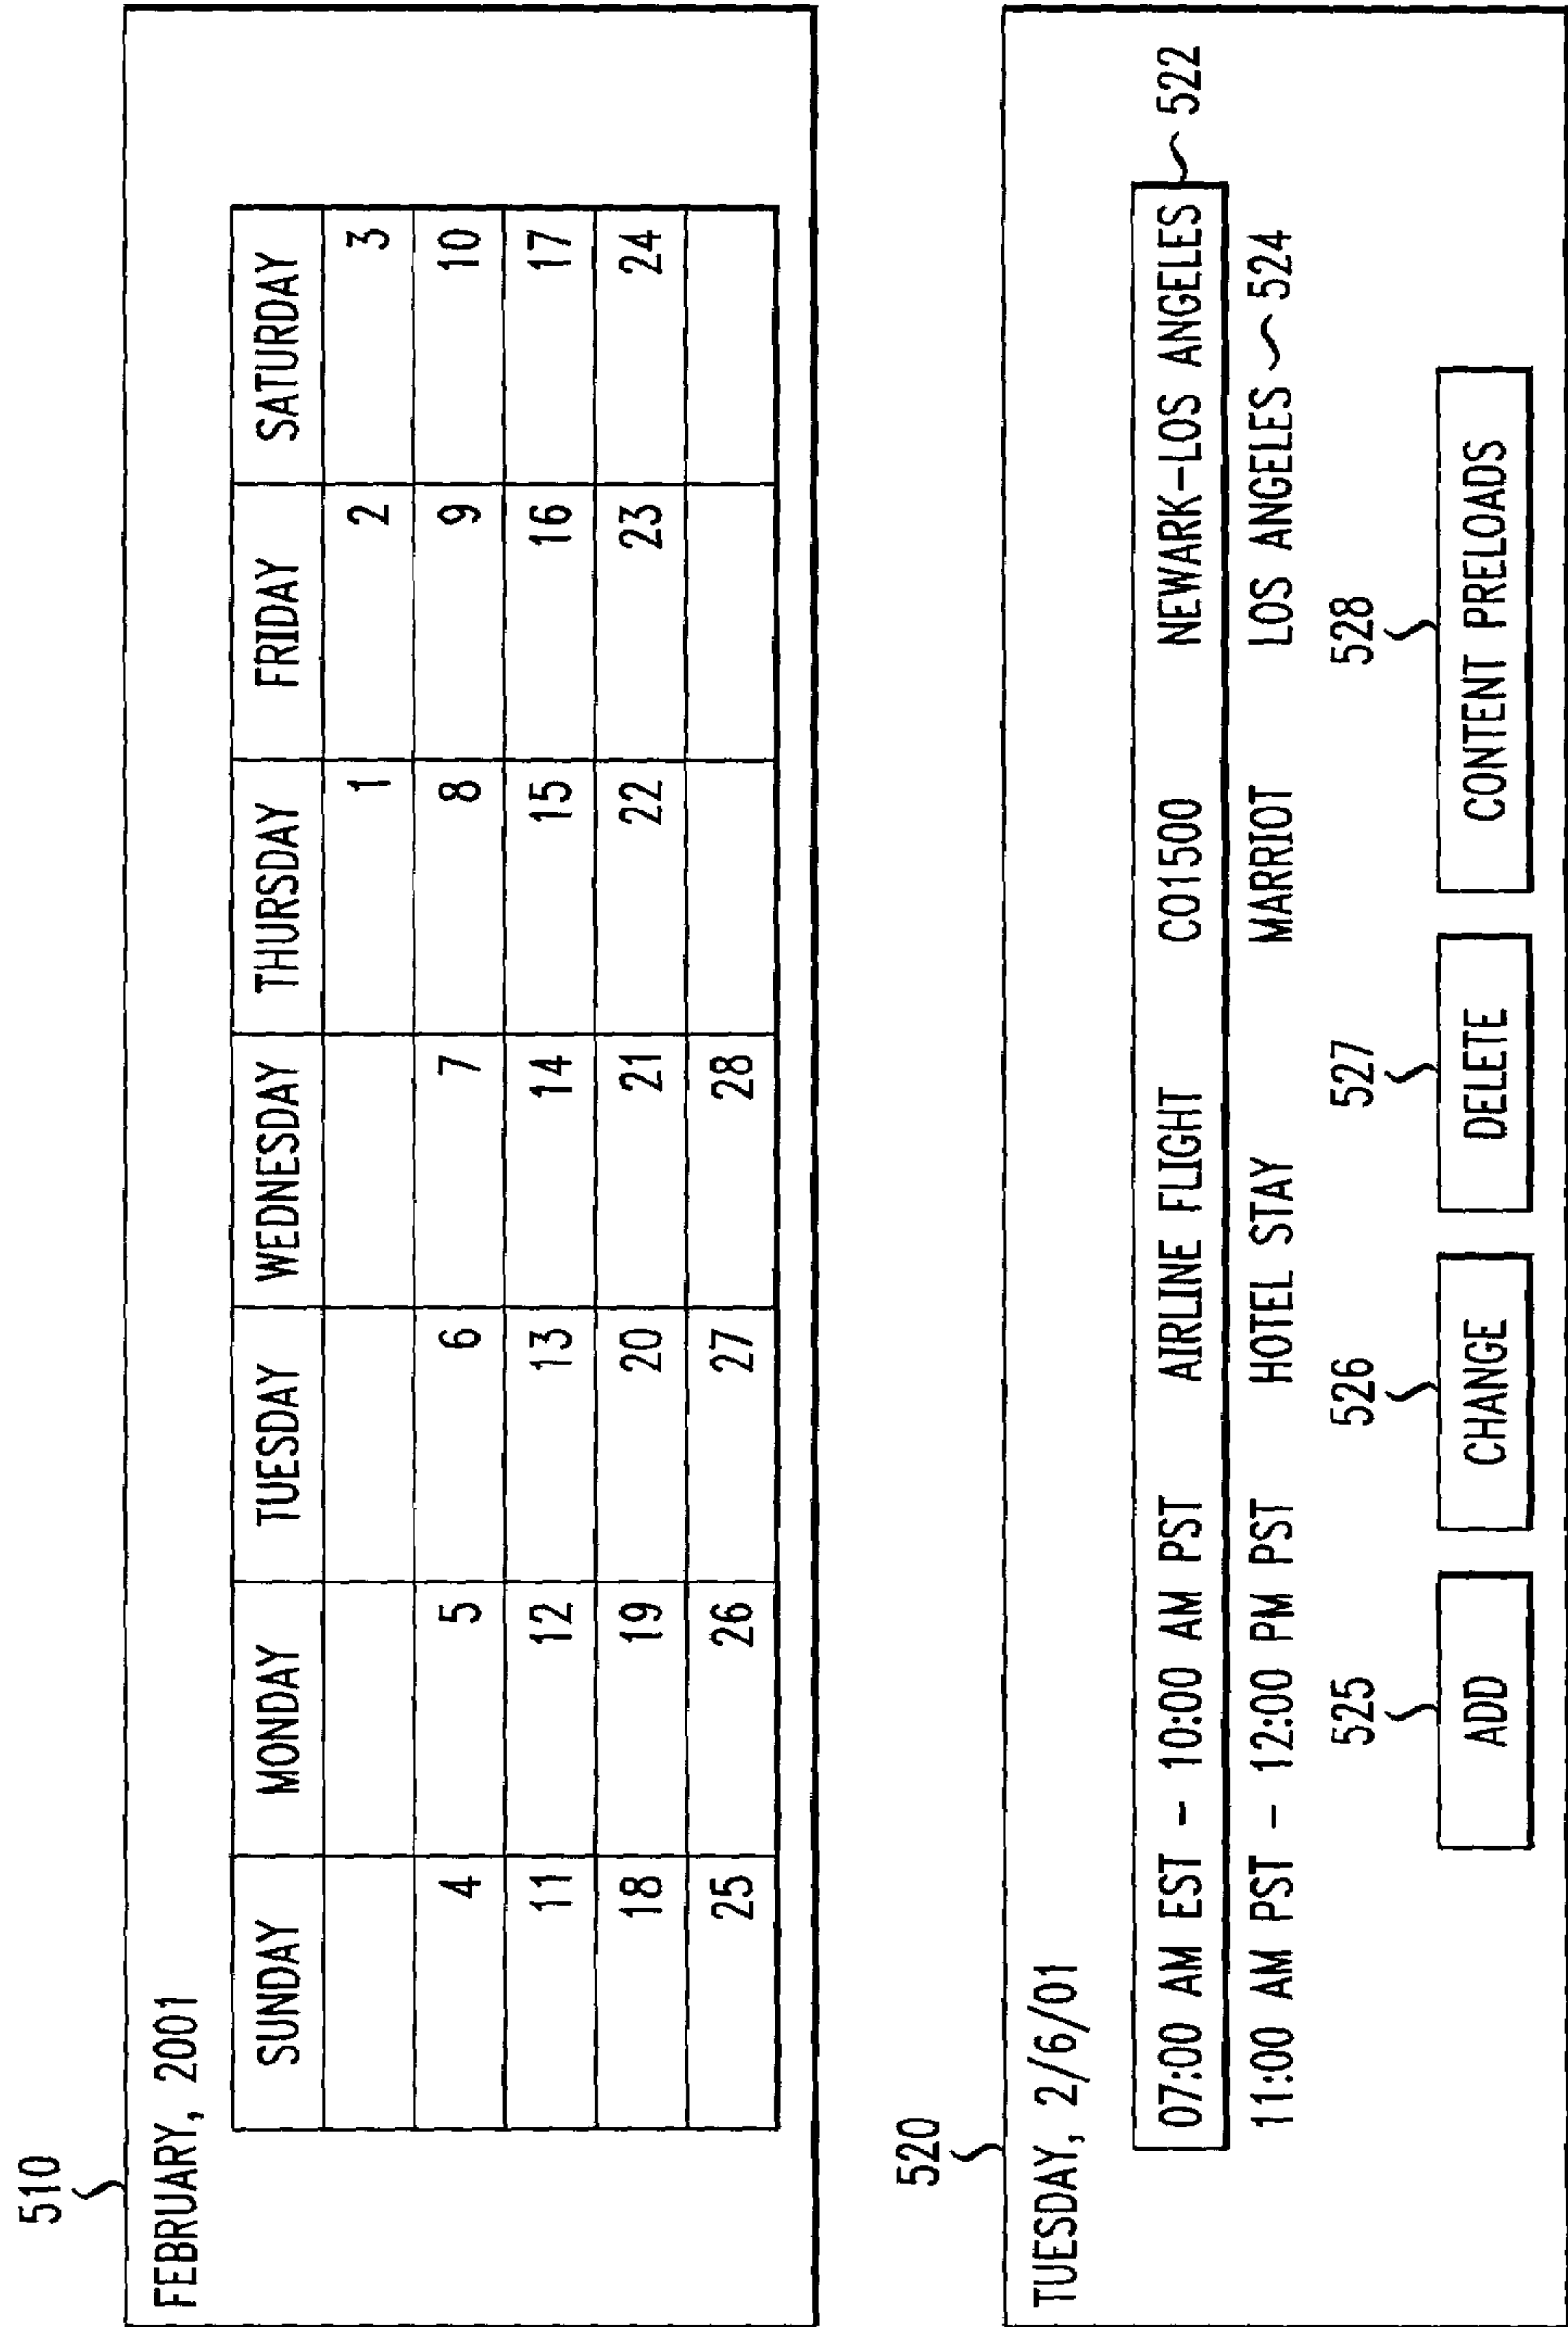 510
FEBRUARY, 2001
SUNDAY MONDAY TUESDAY WEDNESDAY THURSDAY FRIDAY SATURDAY
1 2 3
4 5 6 7 8 9 10
11 12 13 14 15 16 17
18 19 20 21 22 23 24
25 26 27 28
520
TUESDAY, 2/6/01
07:00 AM EST - 10:00 AM PST AIRLINE FLIGHT CO1500 NEWARK-LOS ANGELES 522
11:00 AM PST - 12:00 PM PST HOTEL STAY MARRIOT LOS ANGELES 524
525 526 527 528
ADD CHANGE DELETE CONTENT PRELOADS